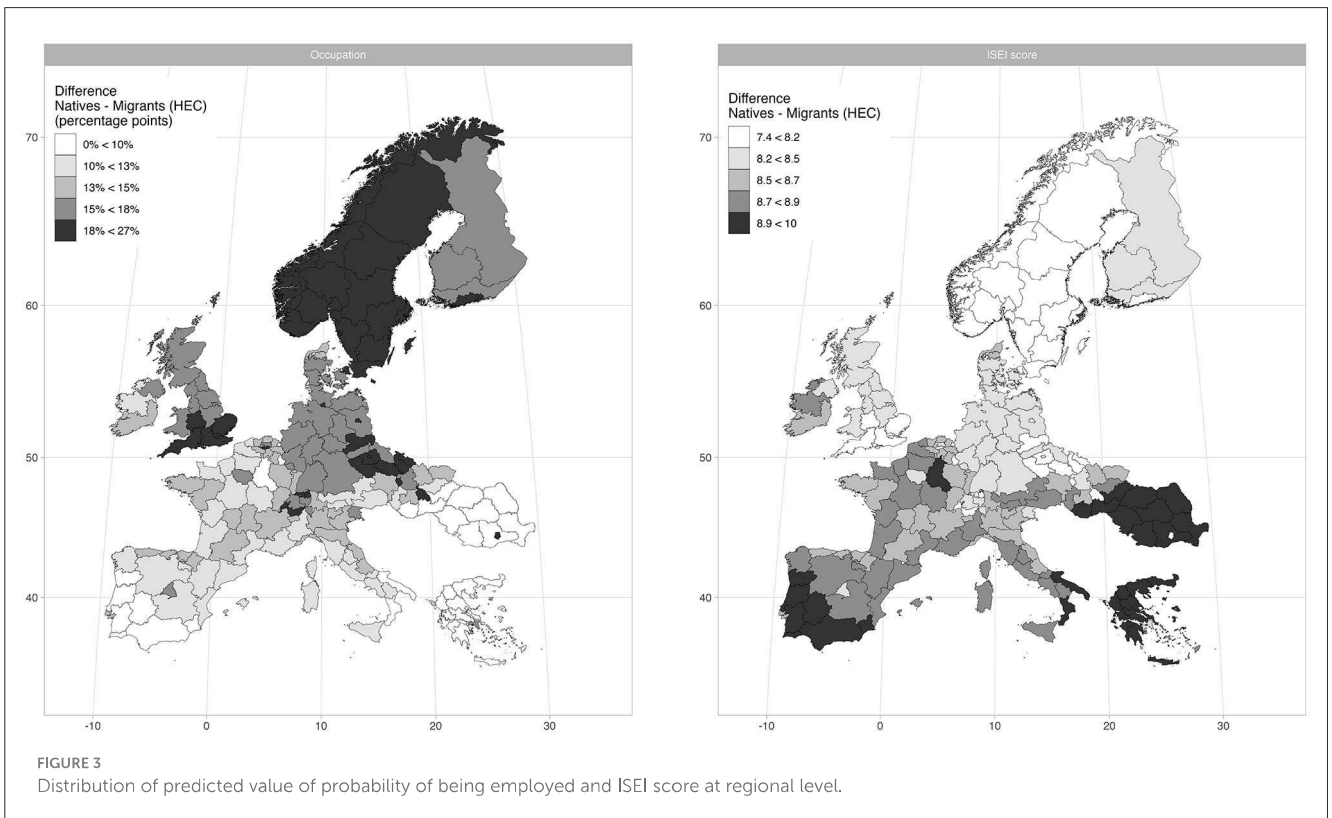 Occupation
Difference
Natives - Migrants (HEC)
(percentage points)
0% < 10%
10% < 13%
13% < 15%
15% < 18%
18% < 27%
70
60
50
40
-10
0
10
20
30
ISEI score
Difference
Natives - Migrants (HEC)
7.4 < 8.2
8.2 < 8.5
8.5 < 8.7
8.7 < 8.9
8.9 < 10
70
60
50
40
-10
0
10
20
30
FIGURE 3
Distribution of predicted value of probability of being employed and ISEI score at regional level.